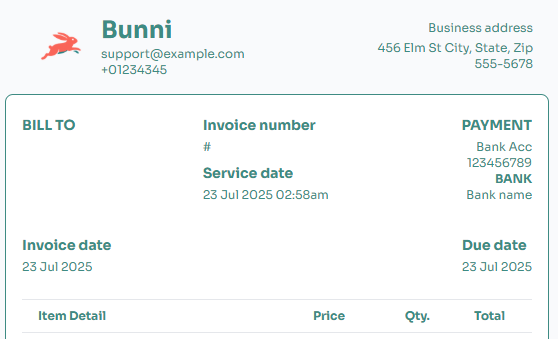 Bunni
support@example.com
+01234345
Business address
456 Elm St City, State, Zip
555-5678
BILL TO
Invoice number
#
Service date
23 Jul 2025 02:58am
PAYMENT
Bank Acc
123456789
BANK
Bank name
Invoice date
23 Jul 2025
Due date
23 Jul 2025
Item Detail Price Qty. Total